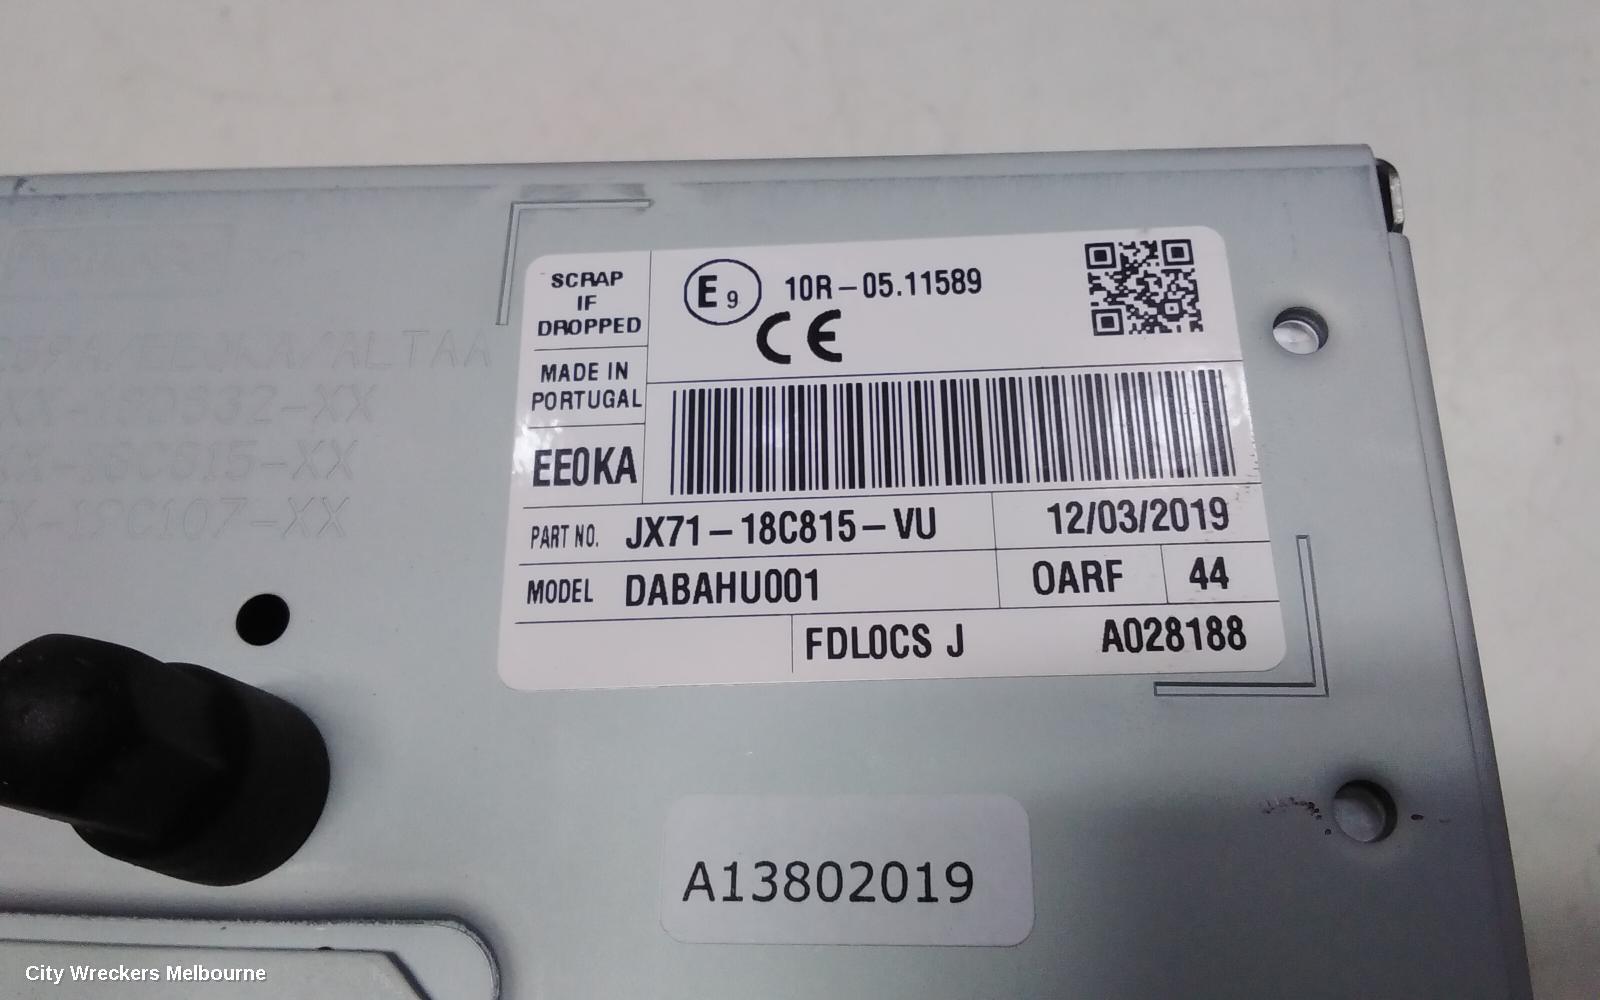 SCRAP
IF
DROPPED
MADE IN
PORTUGAL
EE0KA
E9 10R-05.11589
CE
PART NO. JX71-18C815-VU 12/03/2019
MODEL DABAHU001 OARF 44
FDLOCS J A028188
A13802019
City Wreckers Melbourne